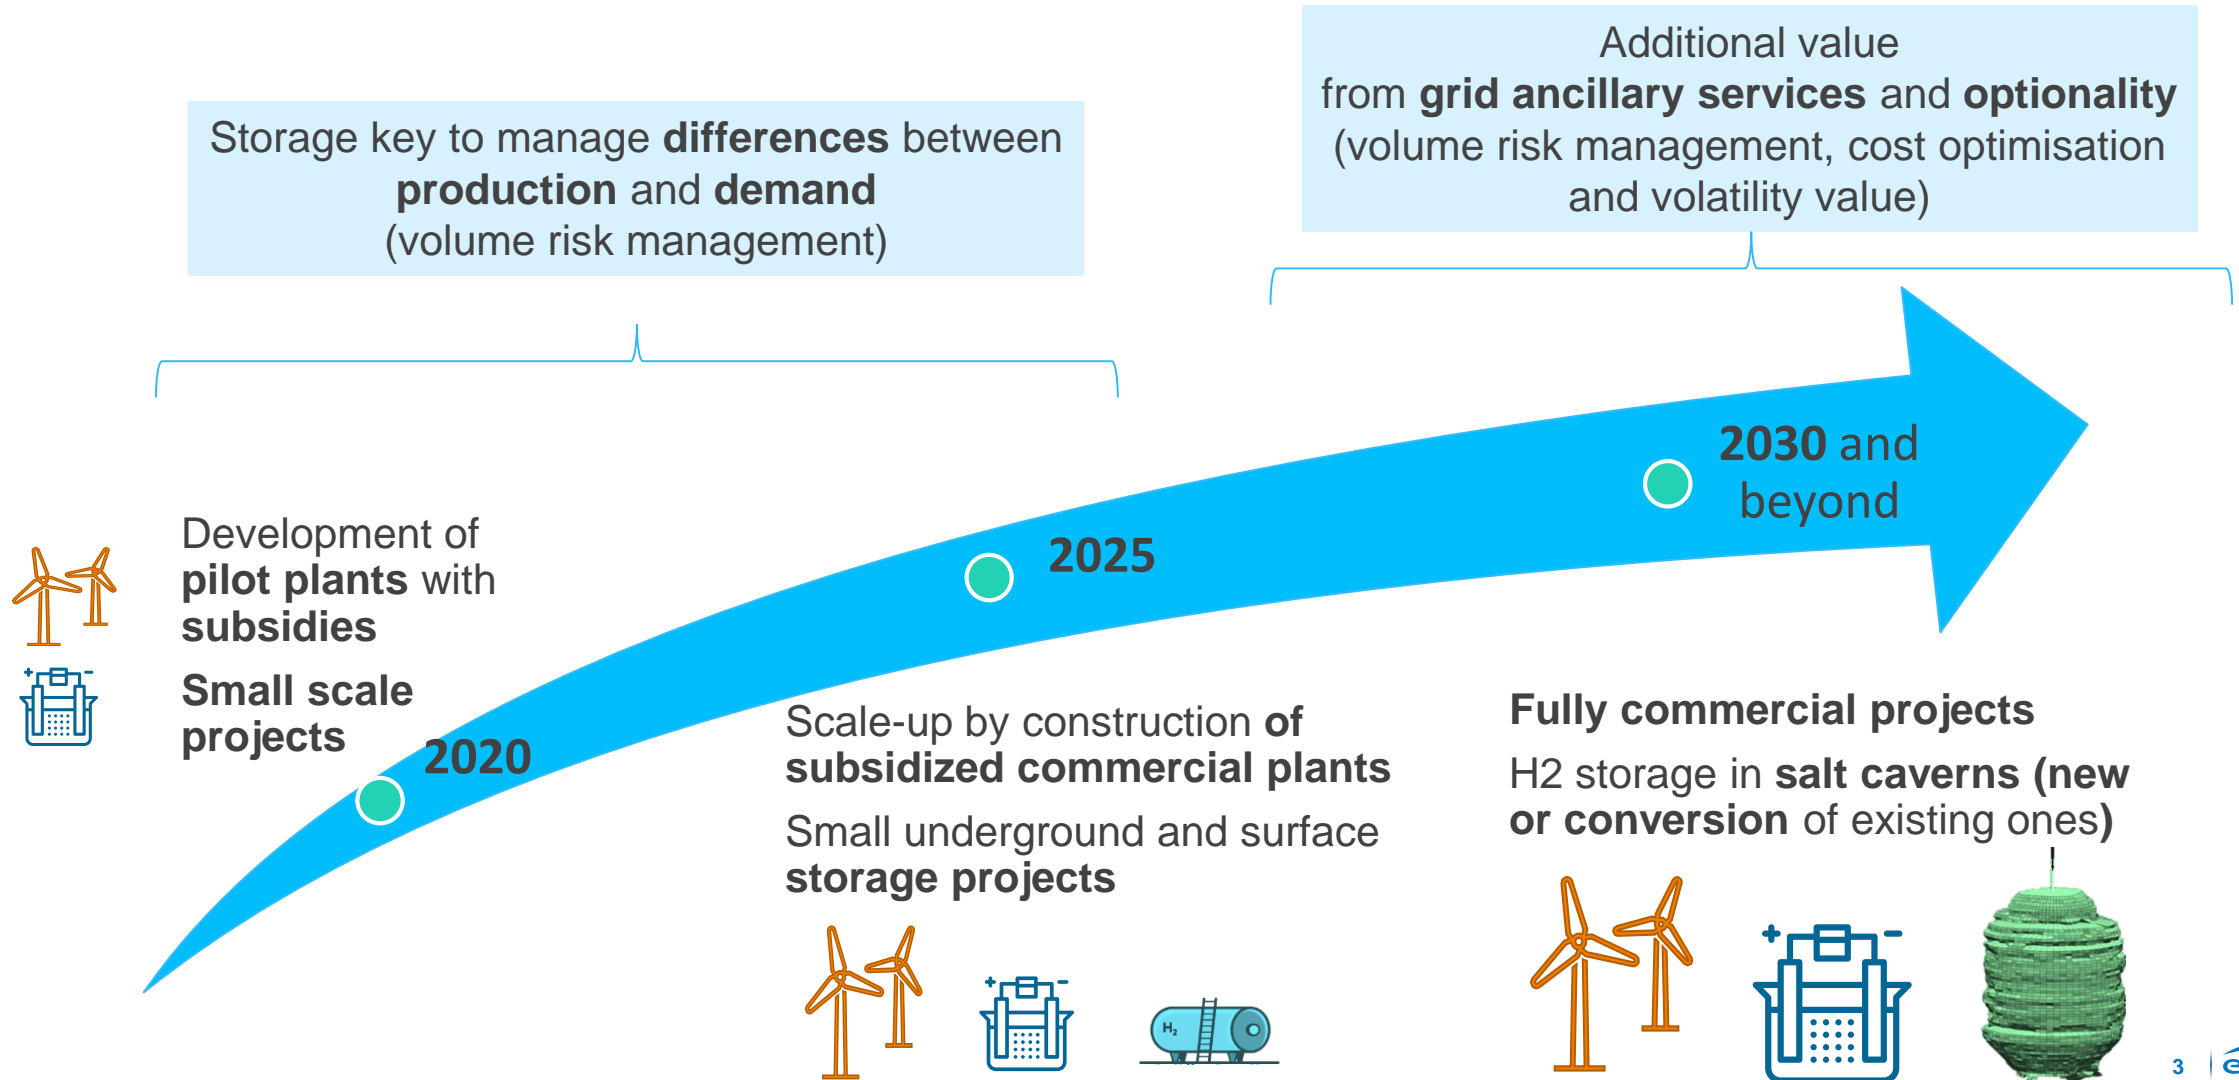 Additional value
from grid ancillary services and optionality
(volume risk management, cost optimisation
and volatility value)
Storage key to manage differences between
production and demand
(volume risk management)
2030 and
beyond
2025
2020
Development of
pilot plants with
subsidies
Small scale
projects
Scale-up by construction of
subsidized commercial plants
Small underground and surface
storage projects
Fully commercial projects
H2 storage in salt caverns (new
or conversion of existing ones)
+ −
+ −
H₂
+ −
3